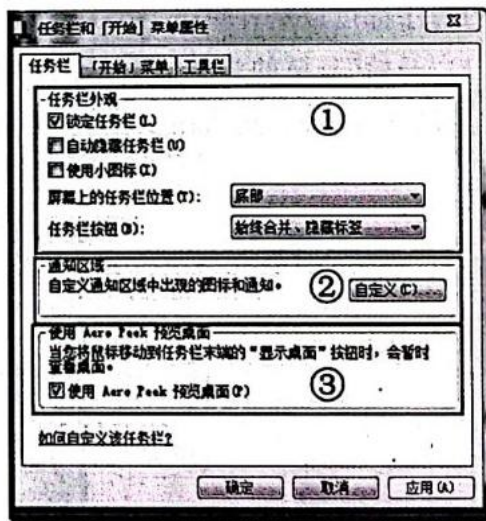 任务栏和「开始」菜单属性
任务栏 「开始」菜单 工具栏
任务栏外观
锁定任务栏(L) ①
自动隐藏任务栏(U)
使用小图标(I)
屏幕上的任务栏位置(T): 底部
任务栏按钮(B): 始终合并、隐藏标签
通知区域
自定义通知区域中出现的图标和通知。 ② 自定义(C)...
使用 Aero Peek 预览桌面
当您将鼠标移动到任务栏末端的“显示桌面”按钮时，会暂时
查看桌面。
使用 Aero Peek 预览桌面(P) ③
如何自定义该任务栏?
确定 取消 应用(A)